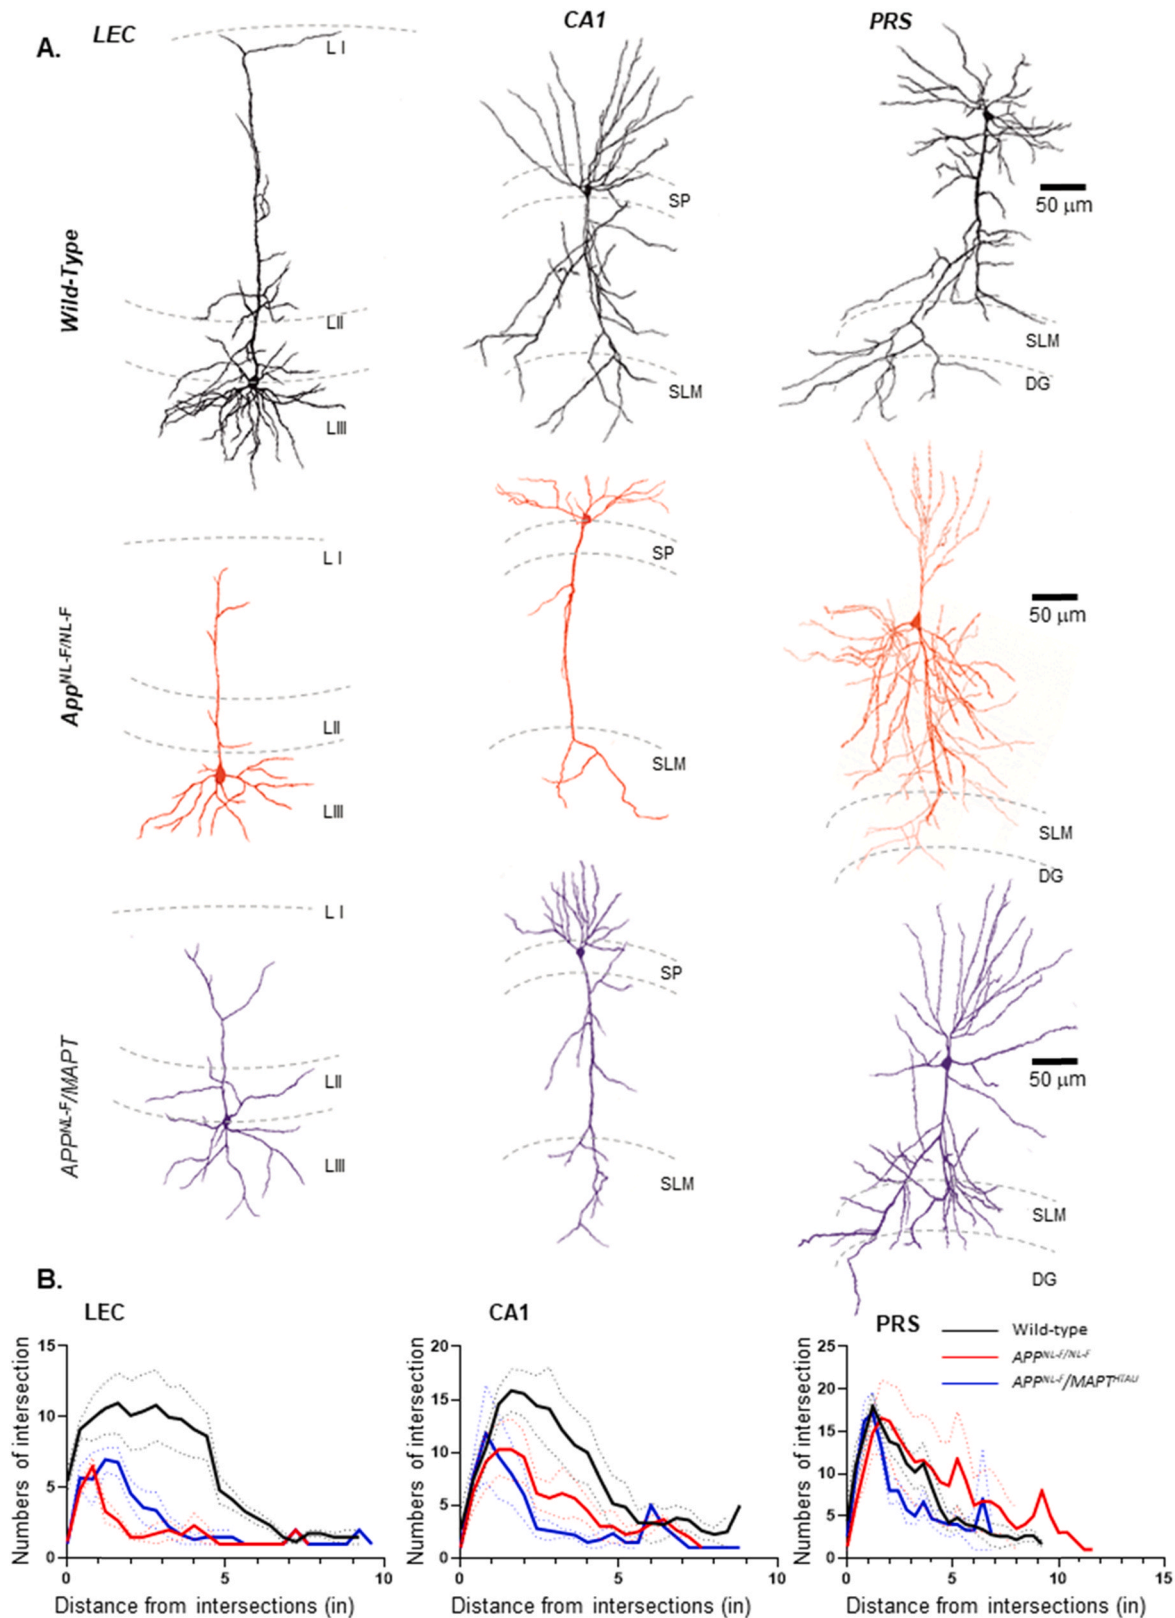 A.
LEC
CA1
PRS
Wild-Type
L I
LII
LIII
SP
SLM
50 μm
SLM
DG
App^NL-F/NL-F
L I
LII
LIII
SP
SLM
50 μm
SLM
DG
APP^NL-F/MAPT
L I
LII
LIII
SP
SLM
50 μm
SLM
DG
B.
LEC
Numbers of intersection
15
10
5
0
0 5 10
Distance from intersections (in)
CA1
Numbers of intersection
20
15
10
5
0
0 5 10
Distance from intersections (in)
PRS
Wild-type
APP^NL-F/NL-F
APP^NL-F/MAPT^HTAU
Numbers of intersection
25
20
15
10
5
0
0 5 10 15
Distance from intersections (in)